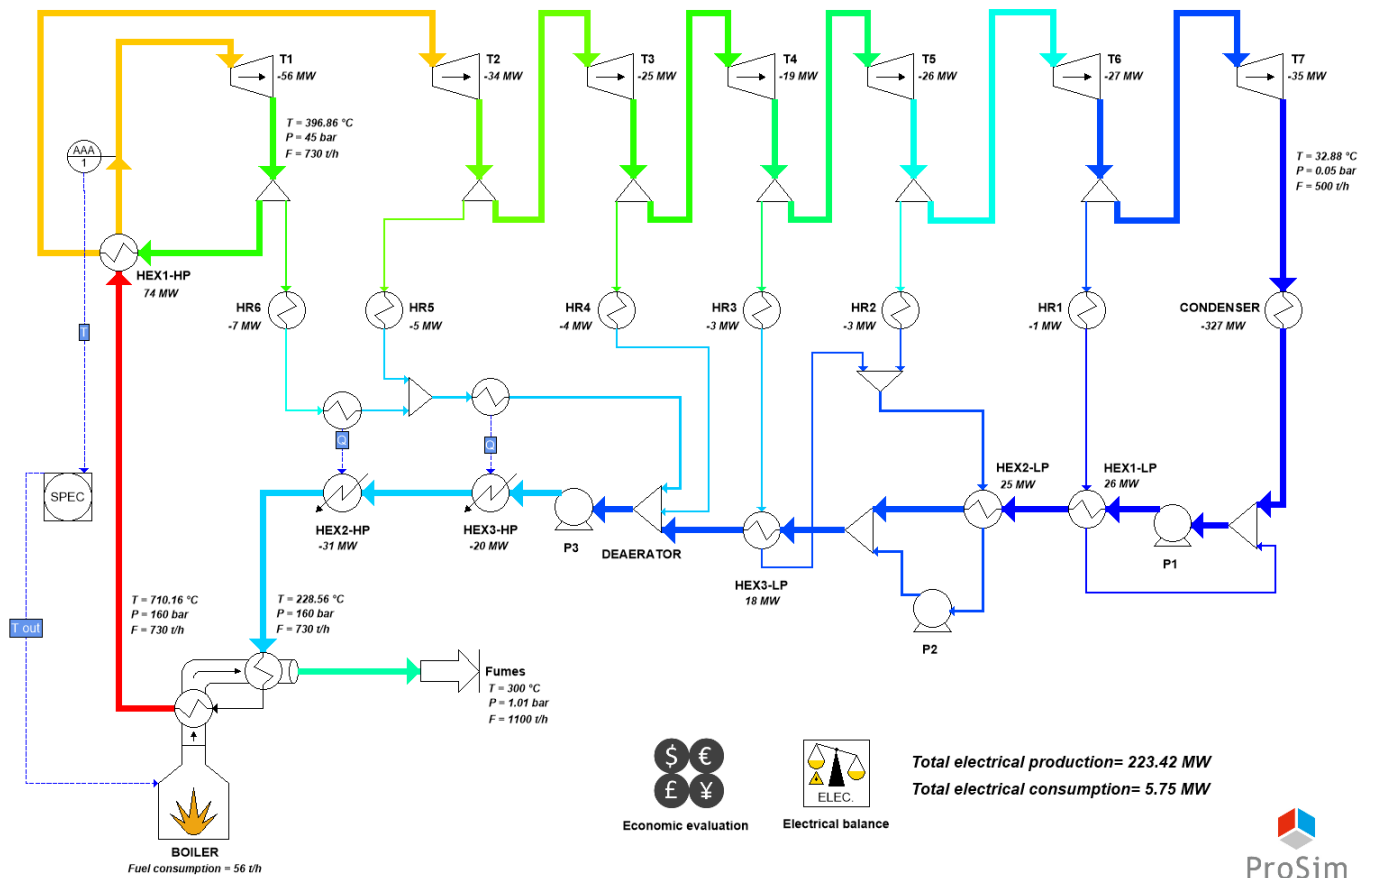 T1
-56 MW
T2
-34 MW
T3
-25 MW
T4
-19 MW
T5
-26 MW
T6
-27 MW
T7
-35 MW
T = 396.86 °C
P = 45 bar
F = 730 t/h
AAA
1
T = 32.88 °C
P = 0.05 bar
F = 500 t/h
HEX1-HP
74 MW
HR6
-7 MW
HR5
-5 MW
HR4
-4 MW
HR3
-3 MW
HR2
-3 MW
HR1
-1 MW
CONDENSER
-327 MW
T
Q
Q
SPEC
HEX2-HP
-31 MW
HEX3-HP
-20 MW
P3
DEAERATOR
HEX3-LP
18 MW
HEX2-LP
25 MW
HEX1-LP
26 MW
P1
P2
T out
T = 710.16 °C
P = 160 bar
F = 730 t/h
T = 228.56 °C
P = 160 bar
F = 730 t/h
Fumes
T = 300 °C
P = 1.01 bar
F = 1100 t/h
BOILER
Fuel consumption = 56 t/h
$ €
£ ¥
Economic evaluation
ELEC.
Electrical balance
Total electrical production= 223.42 MW
Total electrical consumption= 5.75 MW
ProSim